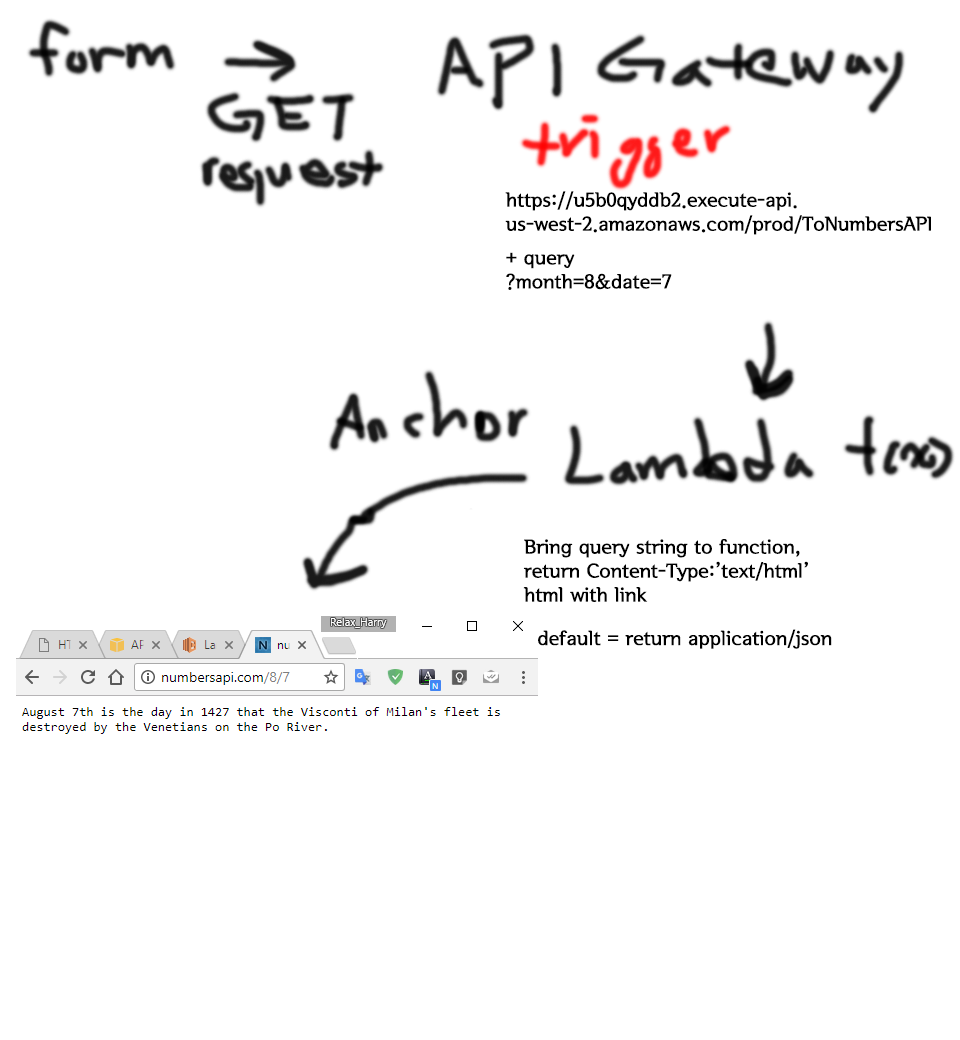 form → API Gateway
GET
request
trigger
https://u5b0qyddb2.execute-api.
us-west-2.amazonaws.com/prod/ToNumbersAPI
+ query
?month=8&date=7
Anchor
Lambda f(x)
Bring query string to function,
return Content-Type:'text/html'
html with link
default = return application/json
Relax_Harry
HT
AF
La
nu
numbersapi.com/8/7
August 7th is the day in 1427 that the Visconti of Milan's fleet is
destroyed by the Venetians on the Po River.